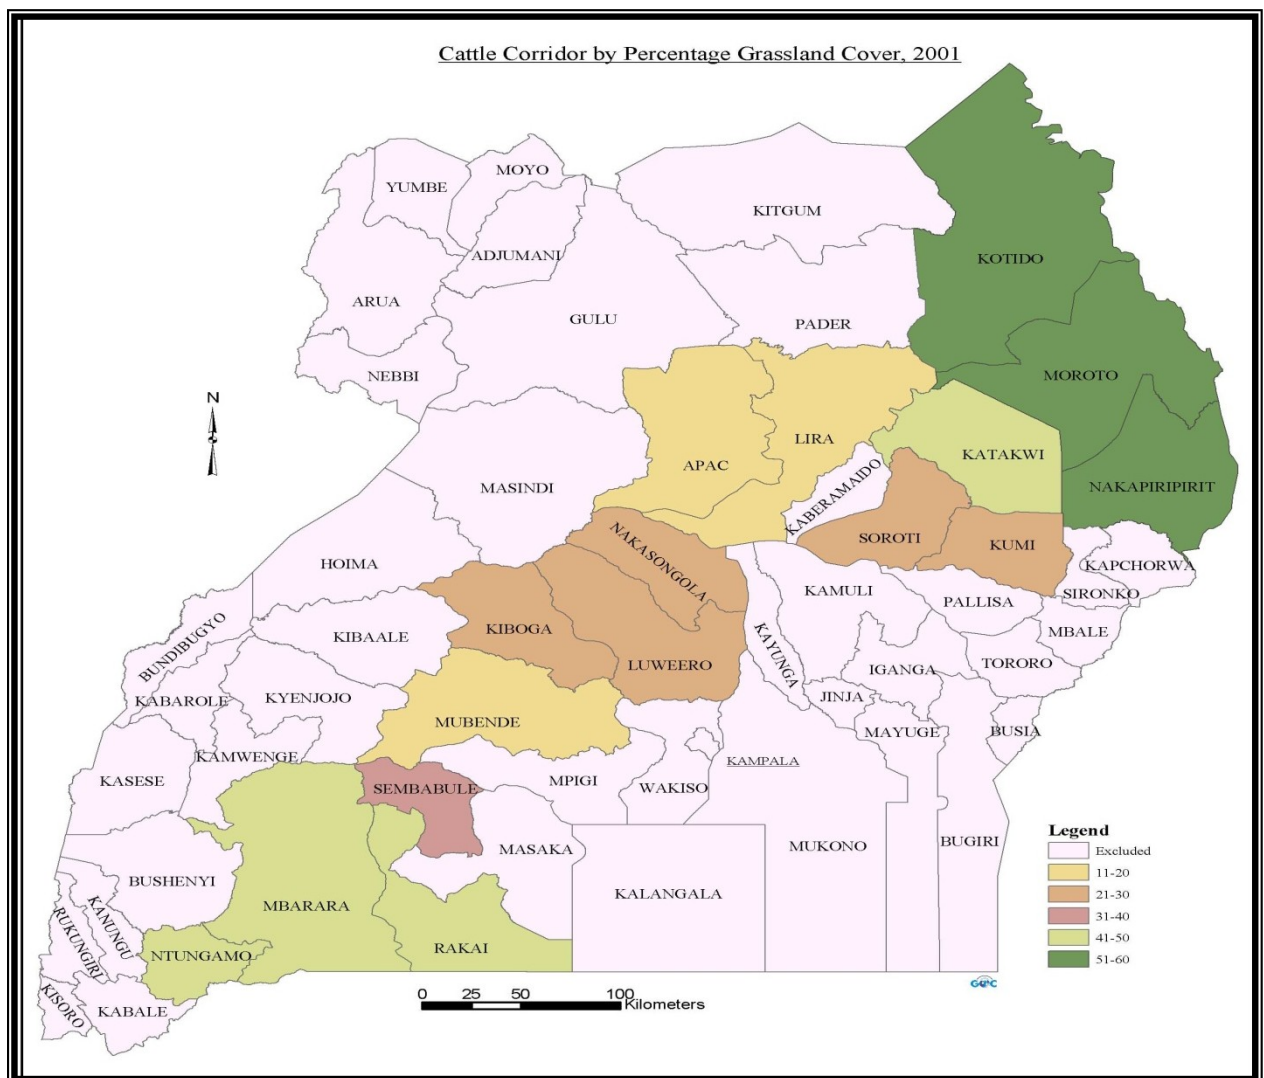 Cattle Corridor by Percentage Grassland Cover, 2001
MOYO
YUMBE
KITGUM
ADJUMANI
KOTIDO
ARUA
GULU
PADER
NEBBI
MOROTO
N
LIRA
KATAKWI
APAC
MASINDI
KABERAMAIDO
NAKAPIRIPIRIT
SOROTI
KUMI
NAKASONGOLA
HOIMA
KAPCHORWA
KAMULI
SIRONKO
PALLISA
KIBOGA
KIBAALE
MBALE
BUNDIBUGYO
KAYUNGA
LUWEERO
IGANGA
TORORO
KABAROLE
KYENJOJO
JINJA
MUBENDE
MAYUGE
BUSIA
KAMWENGE
KAMPALA
KASESE
MPIGI
SEMBABULE
WAKISO
MASAKA
MUKONO
BUGIRI
Legend
Excluded
11-20
21-30
31-40
41-50
51-60
BUSHENYI
KALANGALA
MBARARA
KANUNGU
RUKUNGIRI
NTUNGAMO
RAKAI
KISORO
KABALE
0 25 50 100
Kilometers